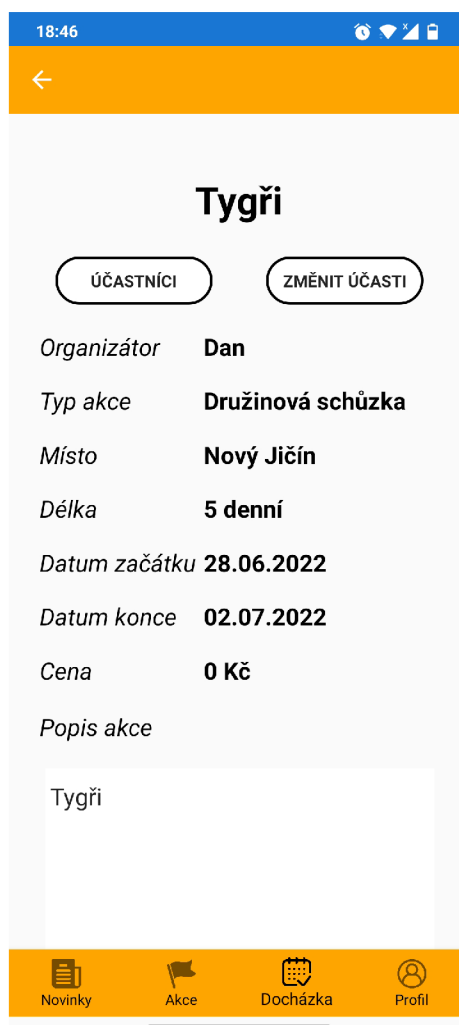 18:46
Tygři
ÚČASTNÍCI ZMĚNIT ÚČASTI
Organizátor Dan
Typ akce Družinová schůzka
Místo Nový Jičín
Délka 5 denní
Datum začátku 28.06.2022
Datum konce 02.07.2022
Cena 0 Kč
Popis akce
Tygři
Novinky Akce Docházka Profil